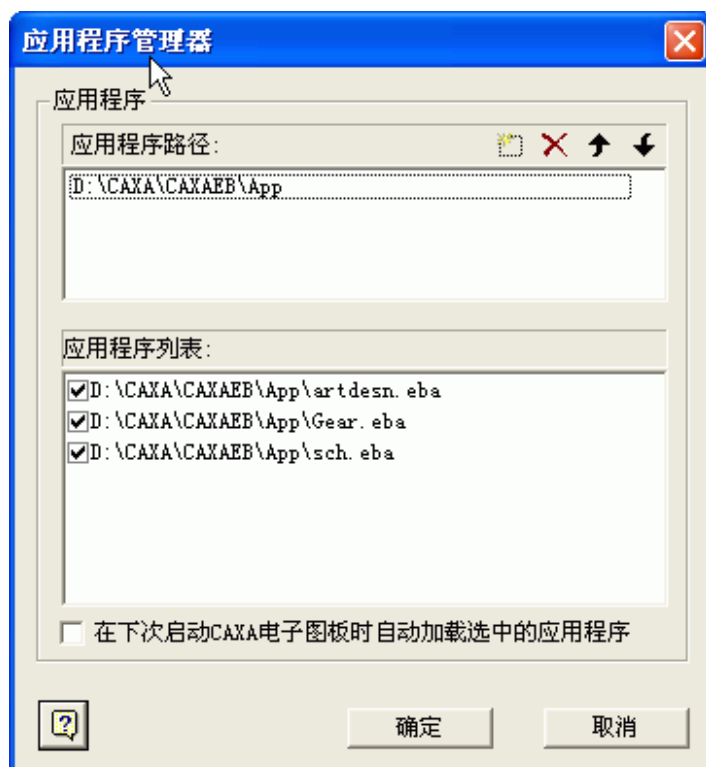 应用程序管理器
应用程序
应用程序路径:
D:\CAXA\CAXAEB\App
应用程序列表:
D:\CAXA\CAXAEB\App\artdesn.eba
D:\CAXA\CAXAEB\App\Gear.eba
D:\CAXA\CAXAEB\App\sch.eba
在下次启动CAXA电子图板时自动加载选中的应用程序
确定
取消